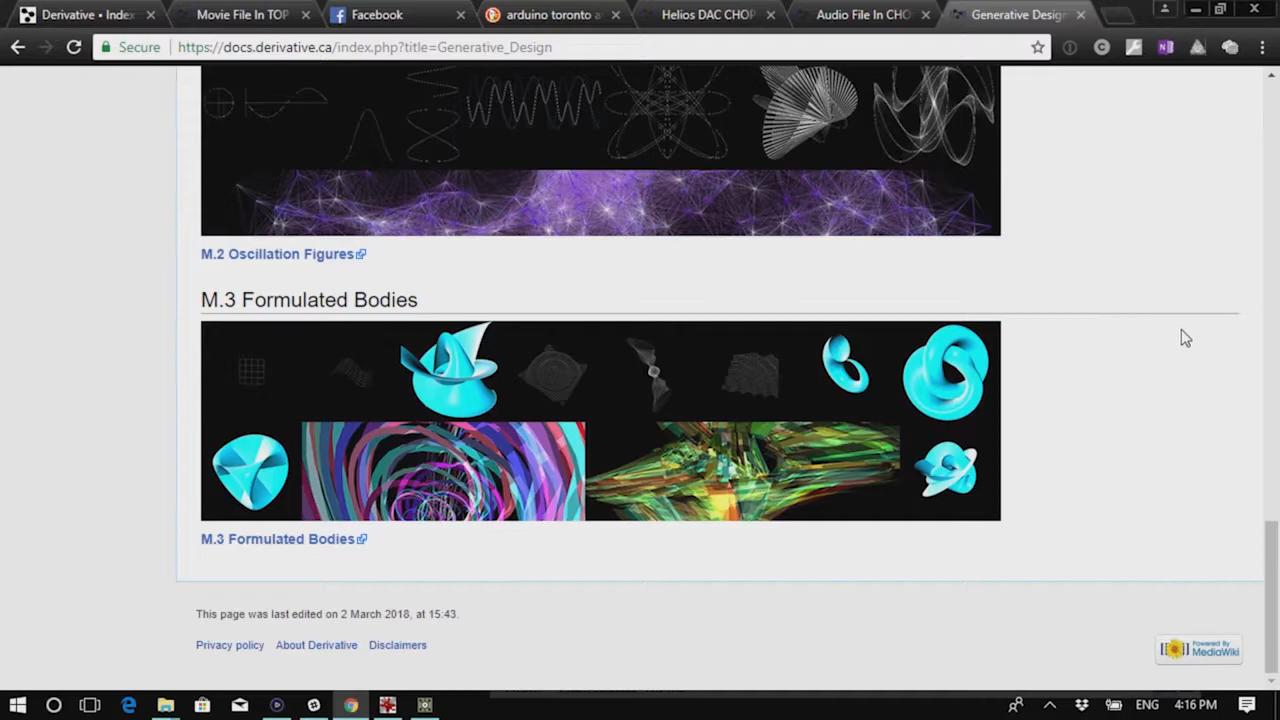 Derivative • Index
Movie File In TOP
Facebook
arduino toronto a
Helios DAC CHOP
Audio File In CHO
Generative Design
Secure
https://docs.derivative.ca/index.php?title=Generative_Design
M.2 Oscillation Figures
M.3 Formulated Bodies
M.3 Formulated Bodies
This page was last edited on 2 March 2018, at 15:43.
Privacy policy About Derivative Disclaimers
Powered By
MediaWiki
ENG
4:16 PM